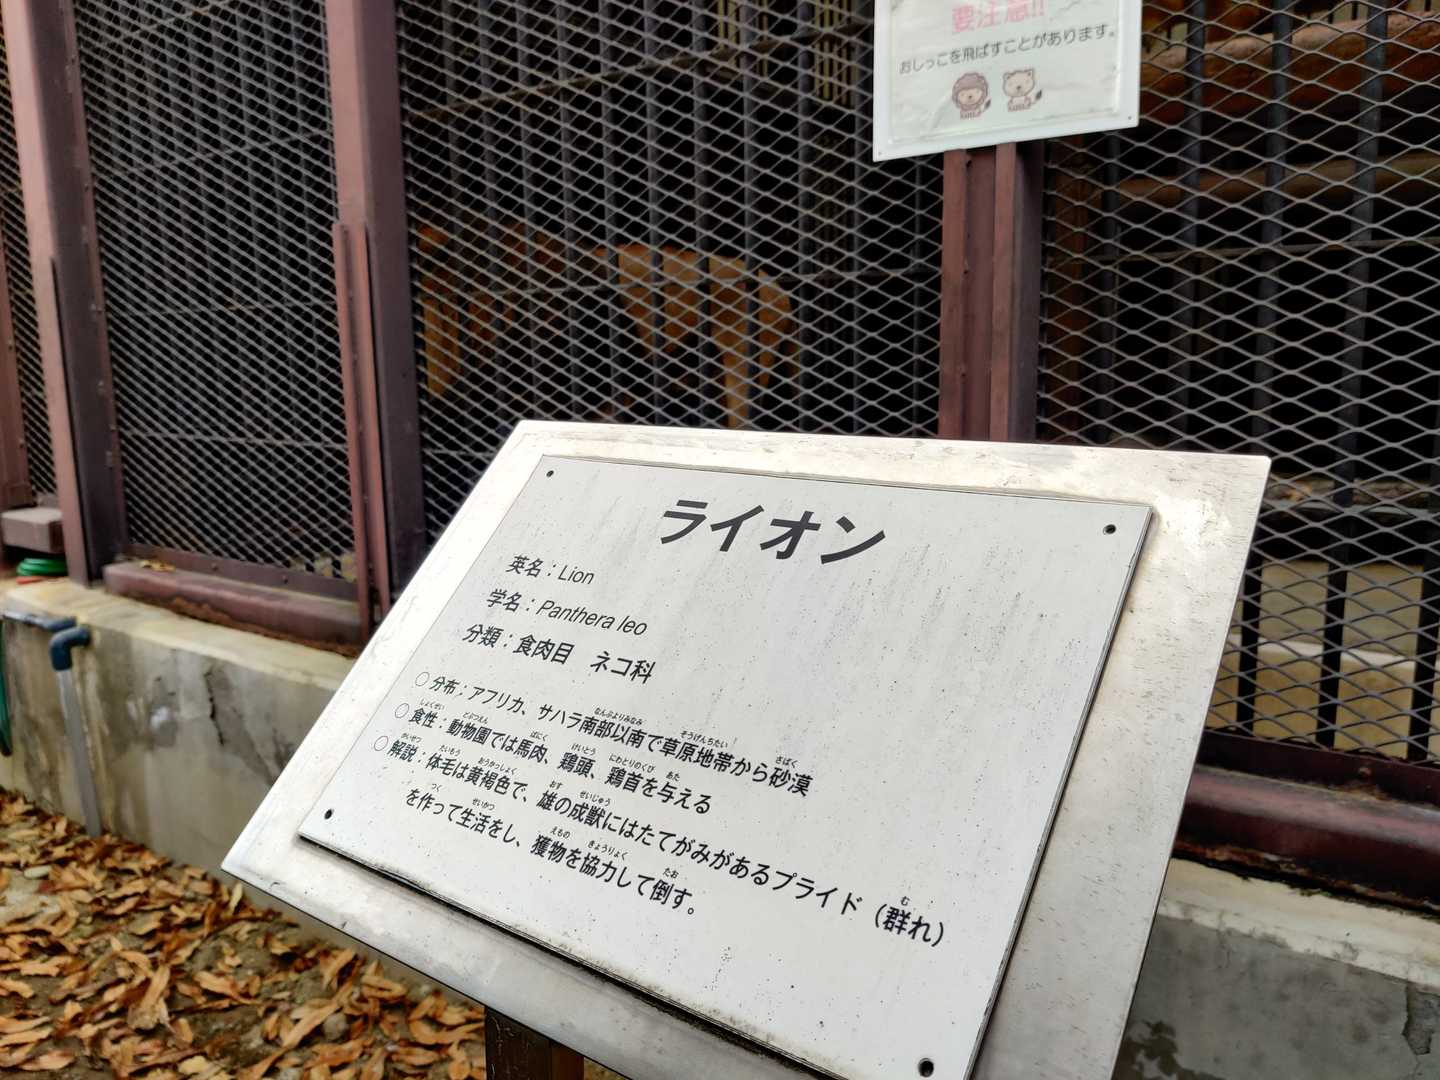 要注意!!
おしっこを飛ばすことがあります。
ライオン
英名：Lion
学名：Panthera leo
分類：食肉目　ネコ科
○分布：アフリカ、サハラ南部以南で草原地帯から砂漠
○食性：動物園では馬肉、鶏頭、鶏首を与える
○解説：体毛は黄褐色で、雄の成獣にはたてがみがあるプライド（群れ）
を作って生活をし、獲物を協力して倒す。